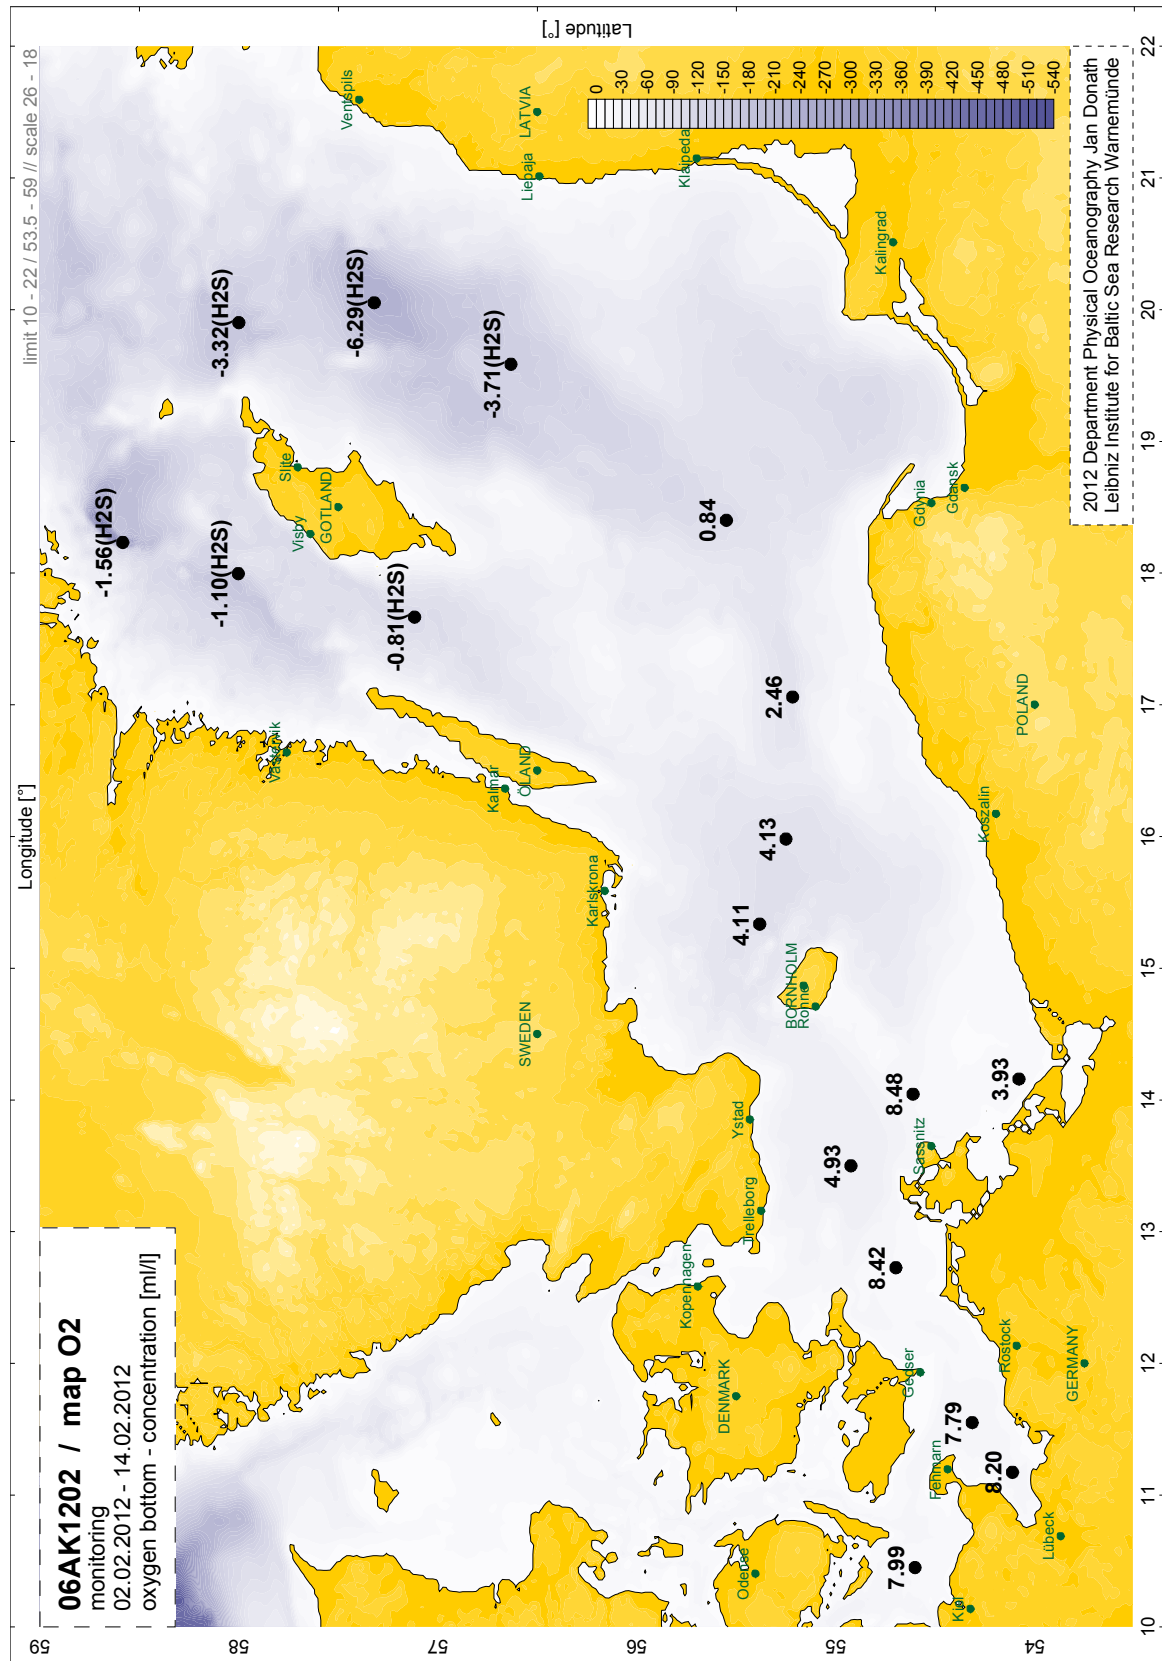 limit 10 - 22 / 53.5 - 59 // scale 26 - 18
Longitude [°]
Latitude [°]
06AK1202 / map O2
monitoring
02.02.2012 - 14.02.2012
oxygen bottom - concentration [ml/l]
59
58
57
56
55
54
10
11
12
13
14
15
16
17
18
19
20
21
22
-1.56(H2S)
-1.10(H2S)
-3.32(H2S)
-6.29(H2S)
-3.71(H2S)
-0.81(H2S)
0.84
2.46
4.13
4.11
8.48
3.93
4.93
8.42
7.79
8.20
7.99
Ventspils
LATVIA
Liepaja
Klaipeda
Kalingrad
Slite
Visby
GOTLAND
Västervik
Kalmar
ÖLAND
Karlskrona
SWEDEN
BORNHOLM
Ronne
Ystad
Trelleborg
Kopenhagen
DENMARK
Odense
Gedser
Fehmarn
Kiel
Lübeck
Rostock
GERMANY
Sassnitz
Koszalin
POLAND
Gdynia
Gdansk
0
-30
-60
-90
-120
-150
-180
-210
-240
-270
-300
-330
-360
-390
-420
-450
-480
-510
-540
2012 Department Physical Oceanography Jan Donath
Leibniz Institute for Baltic Sea Research Warnemünde